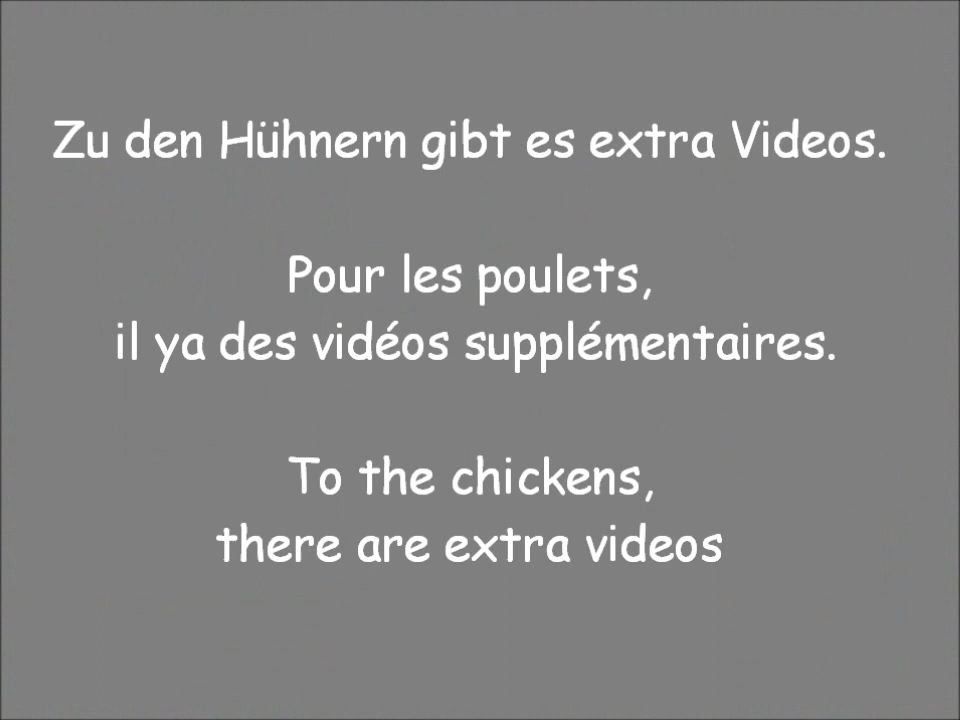 Zu den Hühnern gibt es extra Videos.
Pour les poulets,
il ya des vidéos supplémentaires.
To the chickens,
there are extra videos